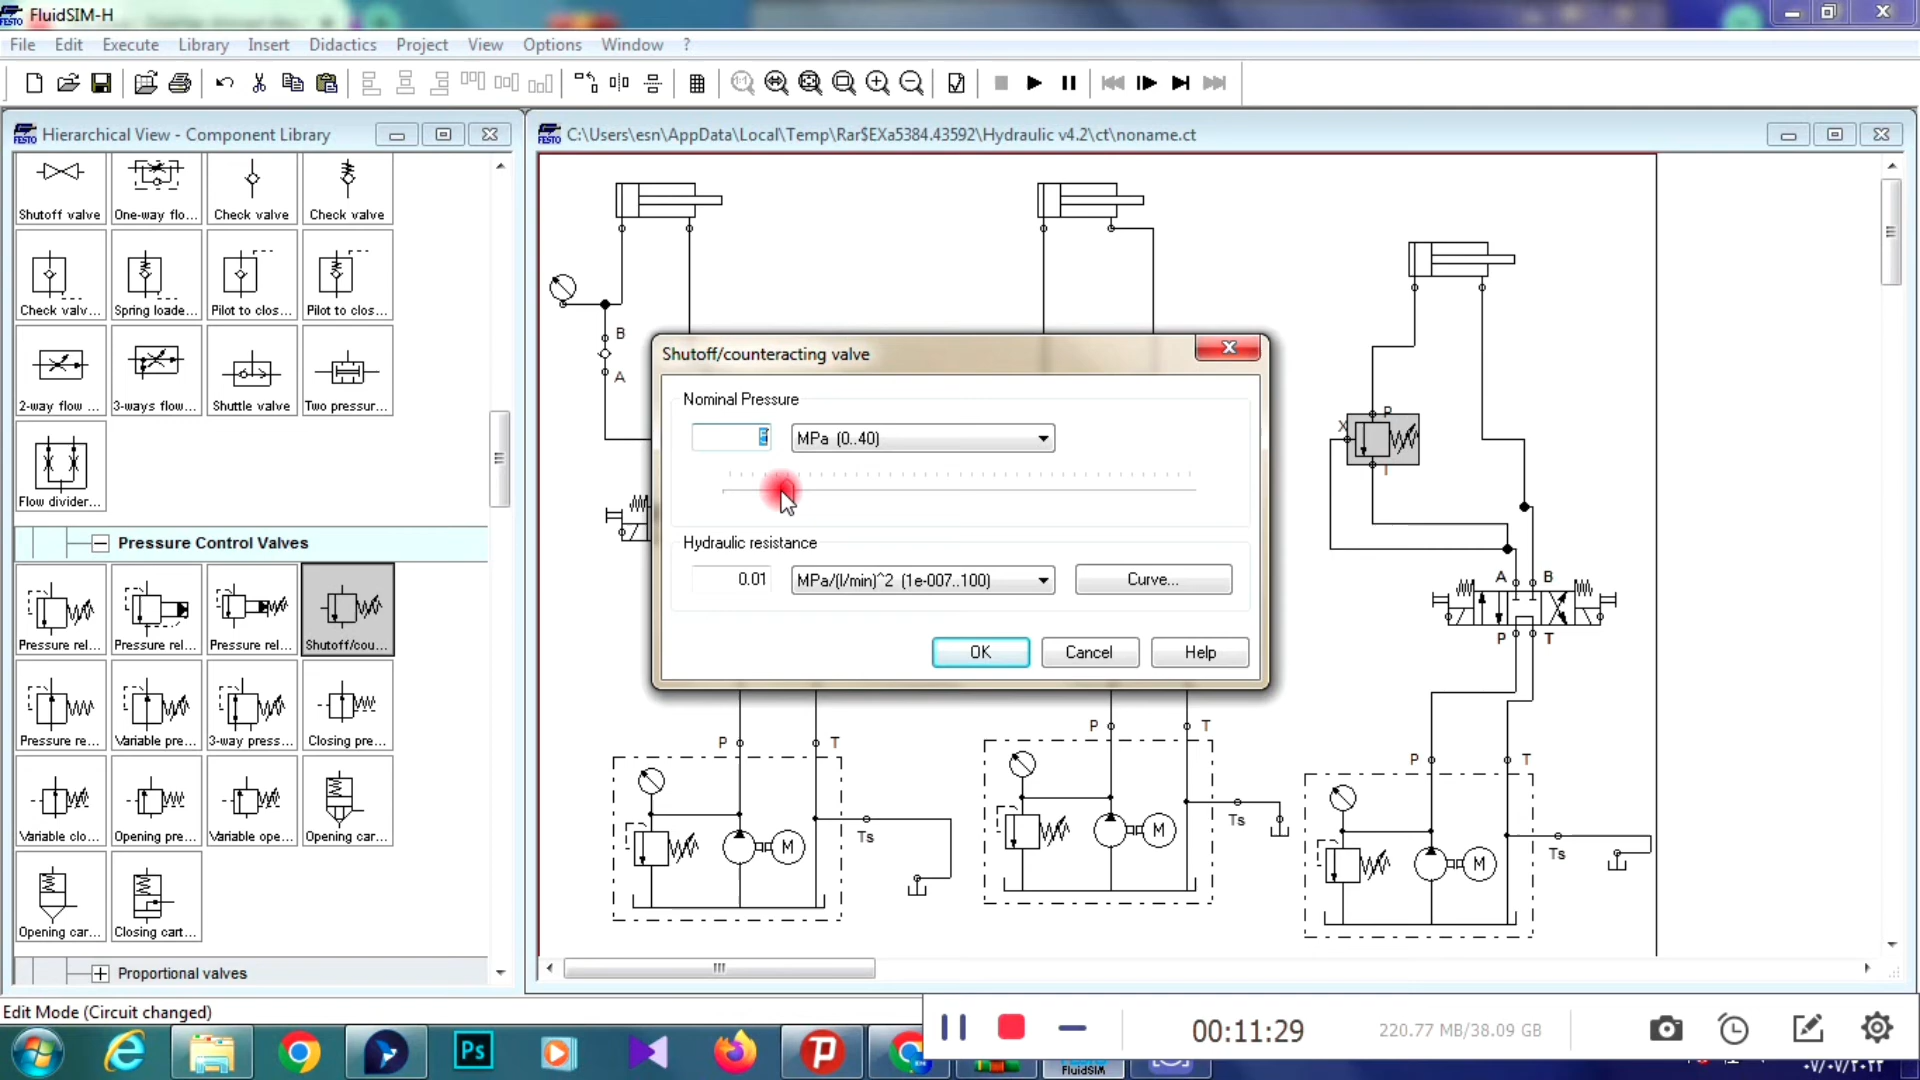 FluidSIM-H
File Edit Execute Library Insert Didactics Project View Options Window ?
Hierarchical View - Component Library
C:\Users\esn\AppData\Local\Temp\Rar$EXa5384.43592\Hydraulic v4.2\ct\noname.ct
Shutoff valve One-way flo... Check valve Check valve
Check valv... Spring loade... Pilot to clos... Pilot to clos...
2-way flow ... 3-ways flow... Shuttle valve Two pressur...
Flow divider...
Pressure Control Valves
Pressure rel... Pressure rel... Pressure rel... Shutoff/cou...
Pressure re... Variable pre... 3-way press... Closing pre...
Variable clo... Opening pre... Variable ope... Opening car...
Opening car... Closing cart...
Proportional valves
B
A
Shutoff/counteracting valve
Nominal Pressure
MPa (0..40)
Hydraulic resistance
0.01 MPa/(l/min)^2 (1e-007..100) Curve...
OK Cancel Help
P
X
T
A B
P T
P T
M
Ts
P T
M
Ts
P T
M
Ts
Edit Mode (Circuit changed)
00:11:29
220.77 MB/38.09 GB
Ps
FluidSIM
FESTO